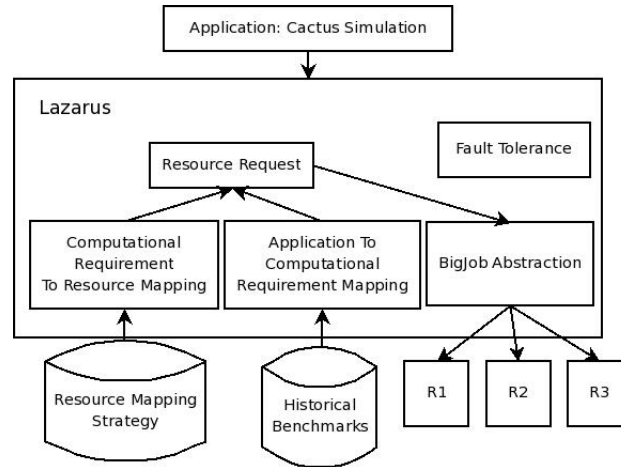 Application: Cactus Simulation
Lazarus
Fault Tolerance
Resource Request
Computational
Requirement
To Resource Mapping
Application To
Computational
Requirement Mapping
BigJob Abstraction
Resource Mapping
Strategy
Historical
Benchmarks
R1
R2
R3